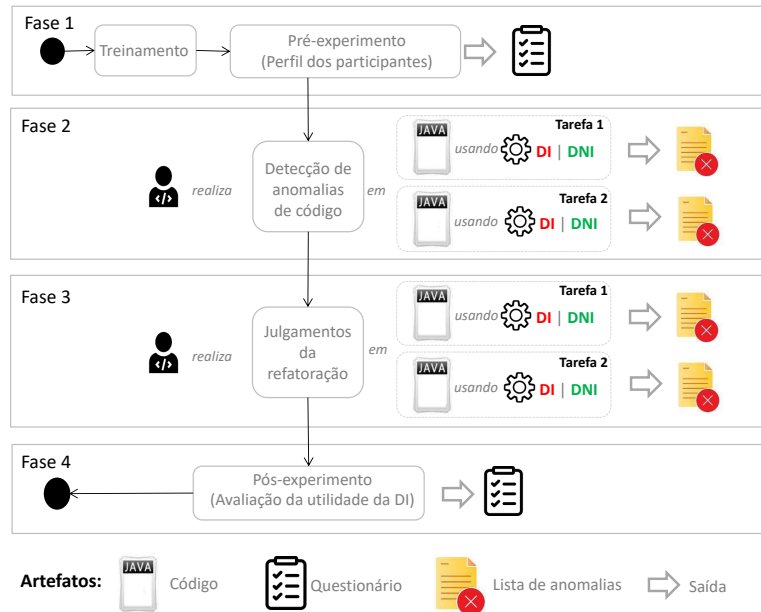 Fase 1
Treinamento
Pré-experimento
(Perfil dos participantes)
Fase 2
realiza
</>
Detecção de
anomalias
de código
em
Tarefa 1
JAVA
usando
DI | DNI
Tarefa 2
JAVA
usando
DI | DNI
Fase 3
realiza
</>
Julgamentos
da
refatoração
em
Tarefa 1
JAVA
usando
DI | DNI
Tarefa 2
JAVA
usando
DI | DNI
Fase 4
Pós-experimento
(Avaliação da utilidade da DI)
Artefatos:
JAVA
Código
Questionário
Lista de anomalias
Saída